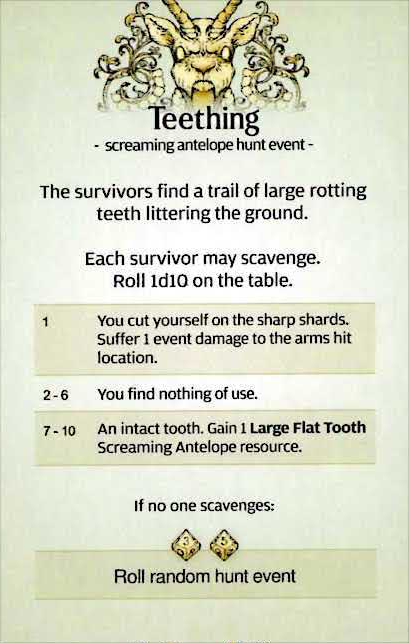 Teething
- screaming antelope hunt event -
The survivors find a trail of large rotting
teeth littering the ground.
Each survivor may scavenge.
Roll 1d10 on the table.
1 You cut yourself on the sharp shards.
Suffer 1 event damage to the arms hit
location.
2 - 6 You find nothing of use.
7 - 10 An intact tooth. Gain 1 Large Flat Tooth
Screaming Antelope resource.
If no one scavenges:
3 5
Roll random hunt event